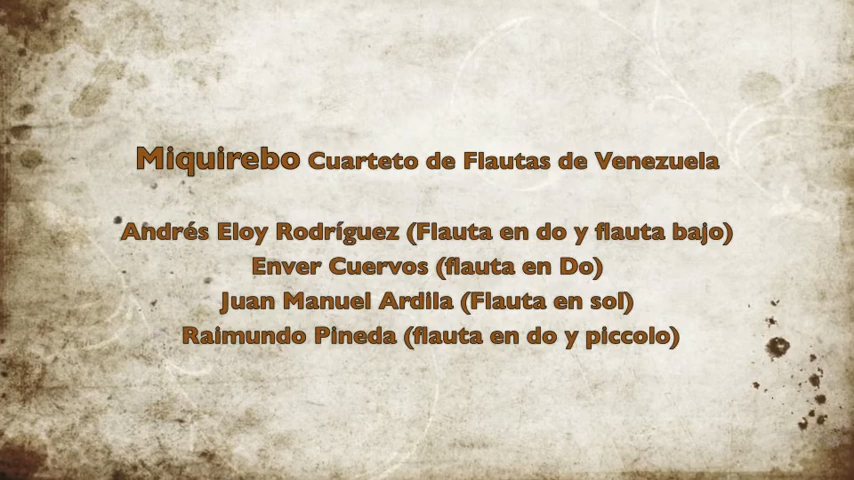 Miquirebo Cuarteto de Flautas de Venezuela
Andrés Eloy Rodríguez (Flauta en do y flauta bajo)
Enver Cuervos (flauta en Do)
Juan Manuel Ardila (Flauta en sol)
Raimundo Pineda (flauta en do y piccolo)